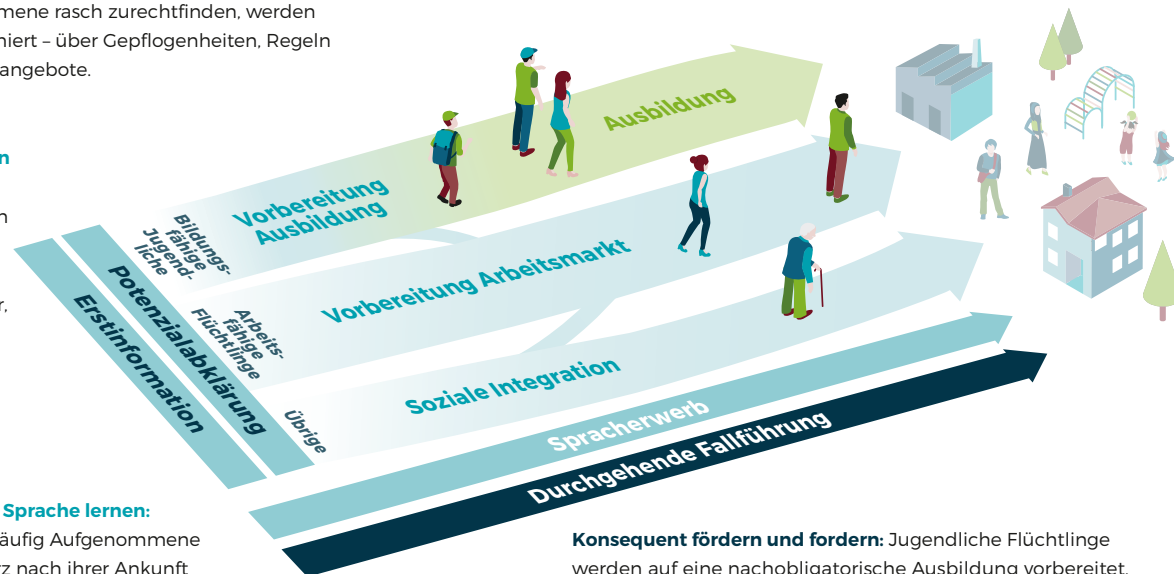 mene rasch zurechtfinden, werden
niert – über Gepflogenheiten, Regeln
angebote.
n
n
r,
Ausbildung
Vorbereitung
Ausbildung
Bildungs-
fähige
Jugend-
liche
Vorbereitung Arbeitsmarkt
Arbeits-
fähige
Flüchtlinge
Soziale Integration
Übrige
Potenzialabklärung
Erstinformation
Spracherwerb
Durchgehende Fallführung
Sprache lernen:
äufig Aufgenommene
rz nach ihrer Ankunft
Konsequent fördern und fordern: Jugendliche Flüchtlinge
werden auf eine nachobligatorische Ausbildung vorbereitet.